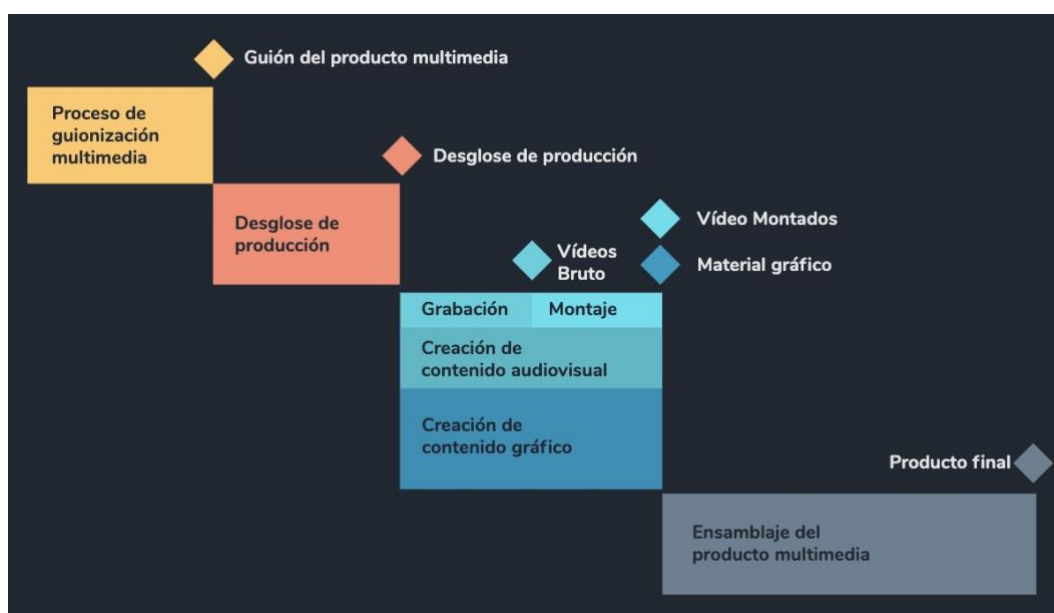 Guión del producto multimedia
Proceso de
guionización
multimedia
Desglose de producción
Desglose de
producción
Vídeo Montados
Vídeos
Bruto
Material gráfico
Grabación
Montaje
Creación de
contenido audiovisual
Creación de
contenido gráfico
Producto final
Ensamblaje del
producto multimedia